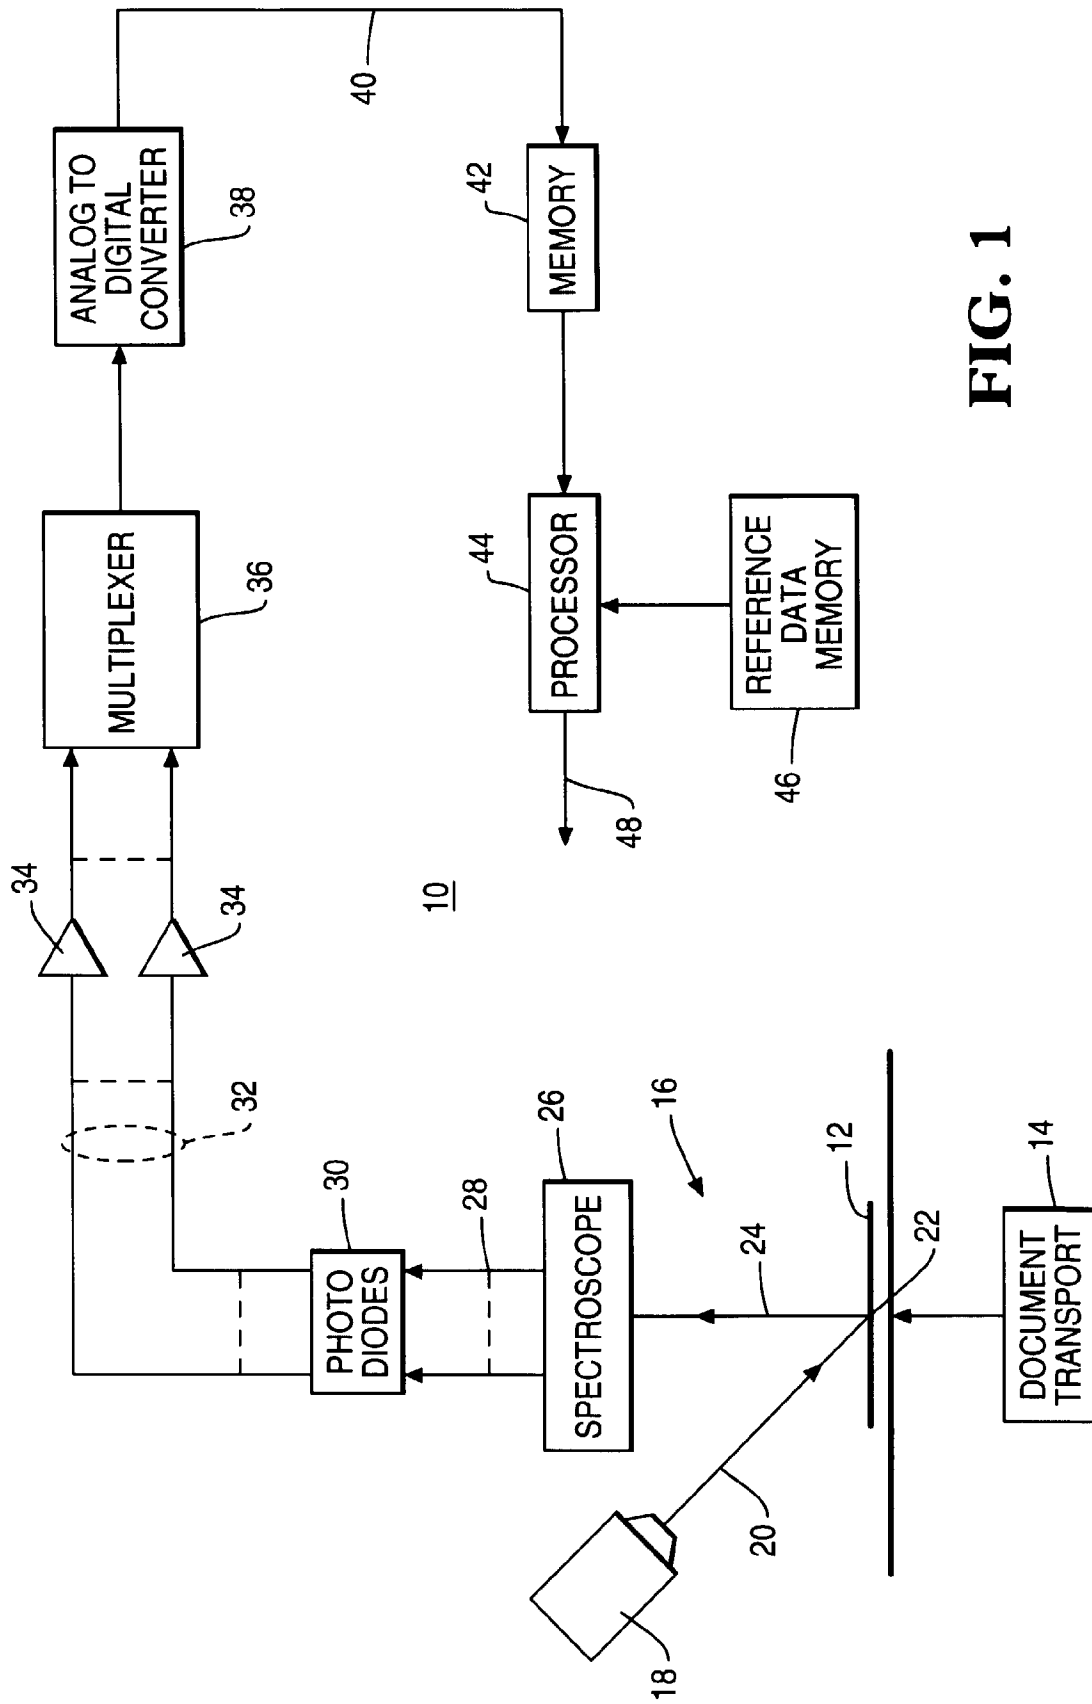 18
20
DOCUMENT
TRANSPORT
14
22
12
24
16
SPECTROSCOPE
26
28
PHOTO
DIODES
30
32
34
34
10
MULTIPLEXER
36
ANALOG TO
DIGITAL
CONVERTER
38
40
MEMORY
42
PROCESSOR
44
48
REFERENCE
DATA
MEMORY
46
FIG. 1